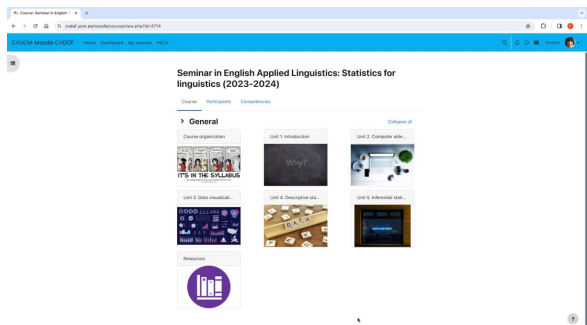 Course: Seminar in English
cvdof.ucm.es/moodle/course/view.php?id=3714
CVUCM-Moodle CVDOF Home Dashboard My courses PACV
Student
Seminar in English Applied Linguistics: Statistics for
linguistics (2023-2024)
Course Participants Competencies
General Collapse all
Course organization Unit 1. Introduction Unit 2. Computer aide...
IT'S IN THE SYLLABUS
Why?
Unit 3. Data visualizati... Unit 4. Descriptive sta... Unit 5. Inferential stati...
DATA
Resources
?